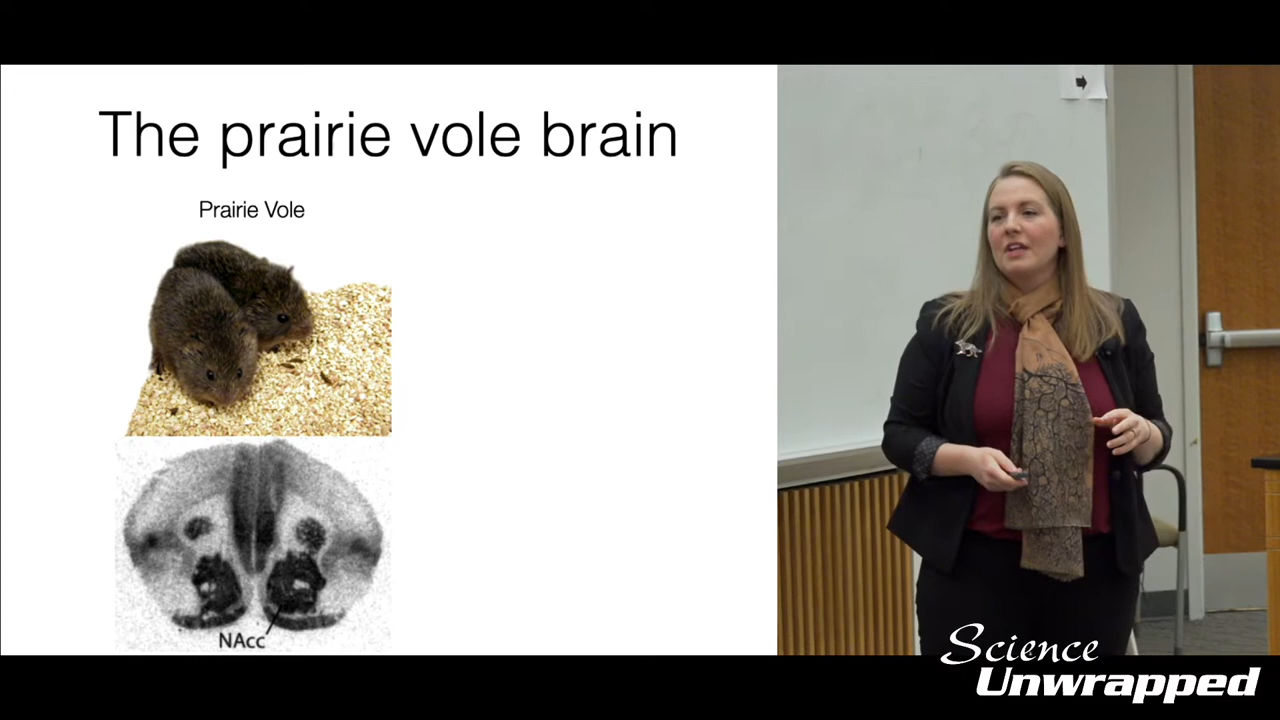 The prairie vole brain
Prairie Vole
NAcc
Science
Unwrapped